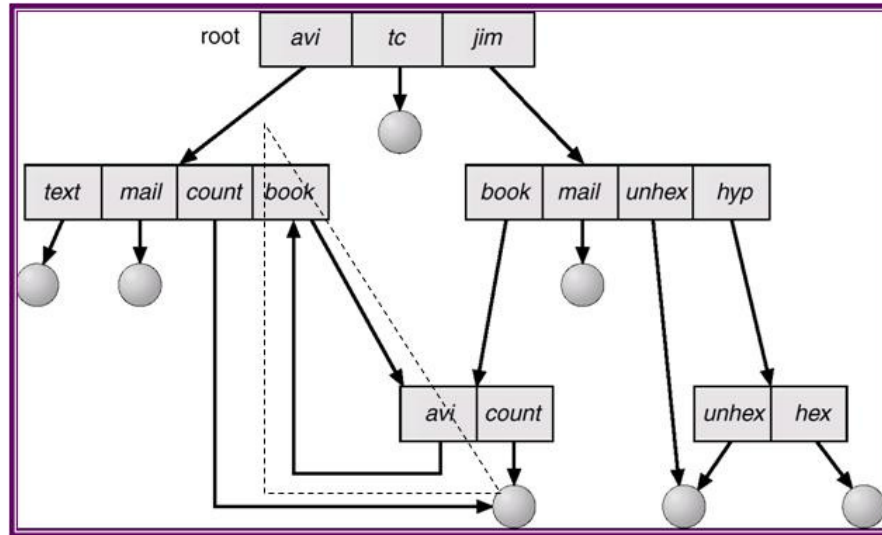 root avi tc jim
text mail count book book mail unhex hyp
avi count unhex hex